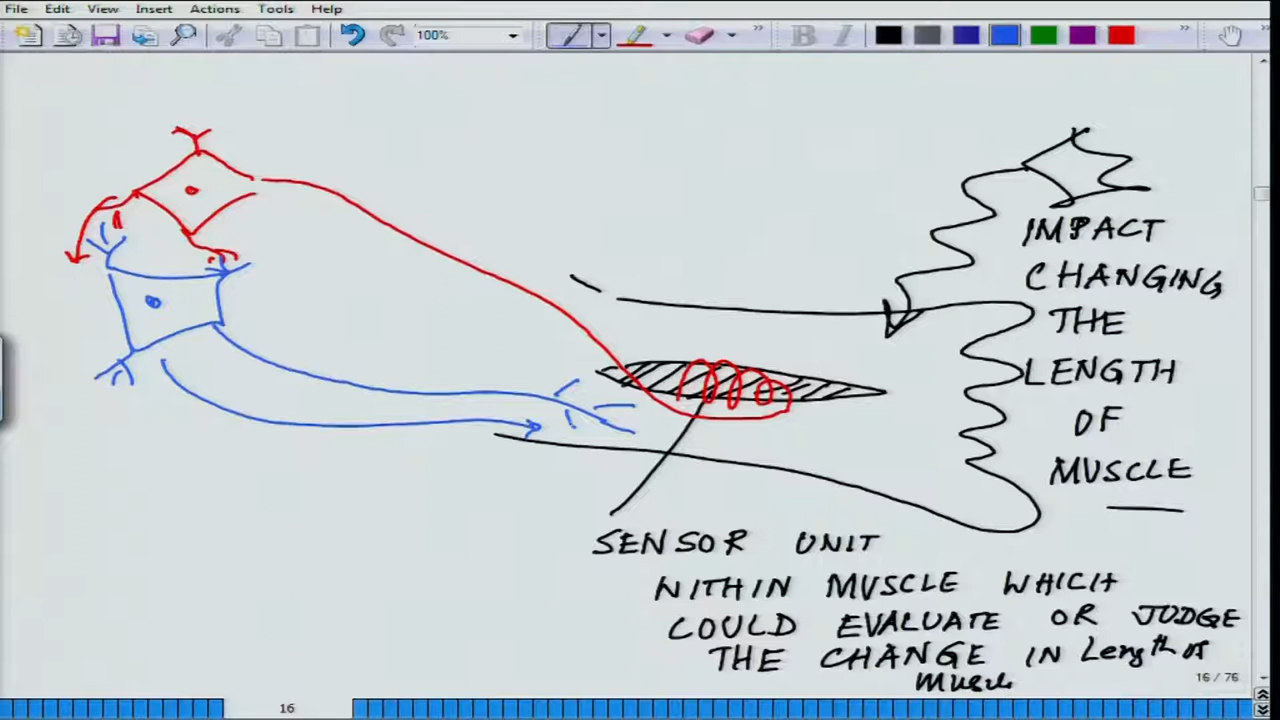 File Edit View Insert Actions Tools Help
100%
IMPACT
CHANGING
THE
LENGTH
OF
MUSCLE
SENSOR UNIT
WITHIN MUSCLE WHICH
COULD EVALUATE OR JUDGE
THE CHANGE IN Length of
Muscle
16 / 76
16